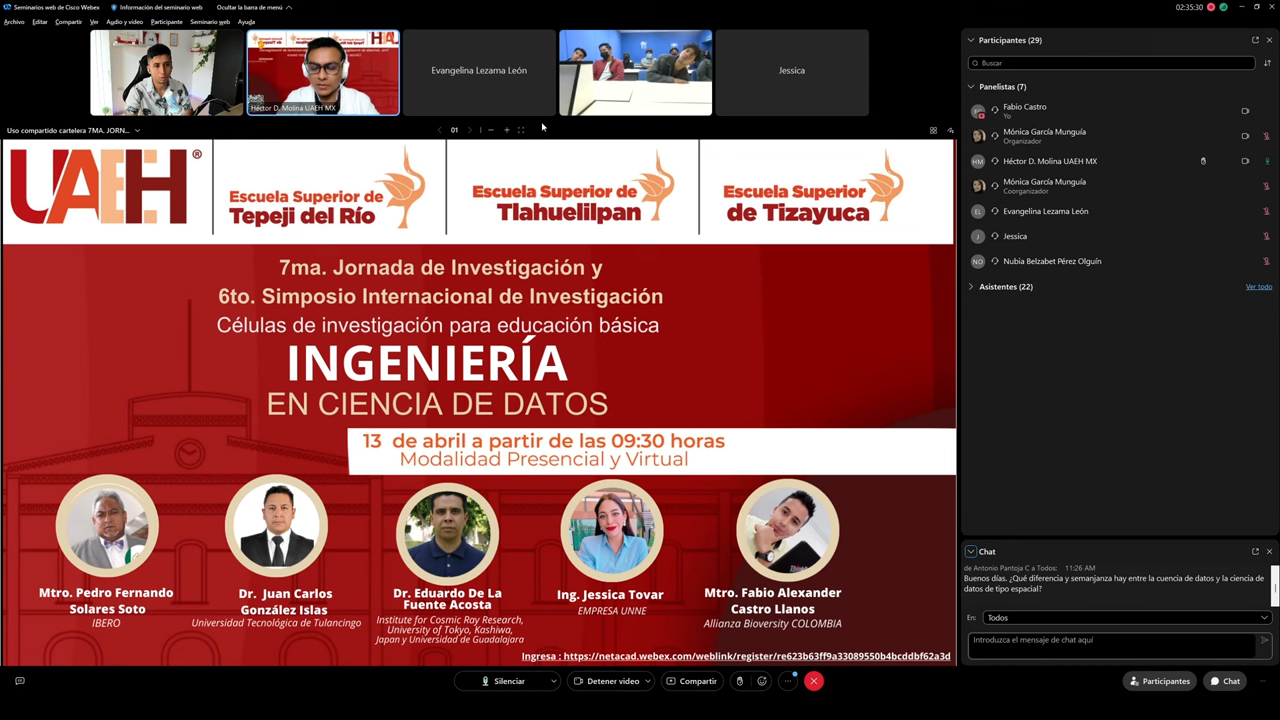 Seminarios web de Cisco Webex
Información del seminario web
Ocultar la barra de menú
02:35:30
Archivo Editar Compartir Ver Audio y video Participante Seminario web Ayuda
Héctor D. Molina UAEH MX
Evangelina Lezama León
Jessica
Uso compartido cartelera 7MA. JORN...
01
UAEH®
Escuela Superior de
Tepeji del Río
Escuela Superior de
Tlahuelilpan
Escuela Superior
de Tizayuca
7ma. Jornada de Investigación y
6to. Simposio Internacional de Investigación
Células de investigación para educación básica
INGENIERÍA
EN CIENCIA DE DATOS
13 de abril a partir de las 09:30 horas
Modalidad Presencial y Virtual
Mtro. Pedro Fernando
Solares Soto
IBERO
Dr. Juan Carlos
González Islas
Universidad Tecnológica de Tulancingo
Dr. Eduardo De La
Fuente Acosta
Institute for Cosmic Ray Research,
University of Tokyo, Kashiwa,
Japan y Universidad de Guadalajara
Ing. Jessica Tovar
EMPRESA UNNE
Mtro. Fabio Alexander
Castro Llanos
Allianza Bioversity COLOMBIA
Ingresa : https://netacad.webex.com/weblink/register/re623b63ff9a33089550b4bcddbf62a3d
Participantes (29)
Buscar
Panelistas (7)
Fabio Castro
Yo
Mónica García Munguía
Organizador
HM Héctor D. Molina UAEH MX
Mónica García Munguía
Coorganizador
EL Evangelina Lezama León
J Jessica
NO Nubia Belzabet Pérez Olguín
Asistentes (22) Ver todo
Chat
de Antonio Pantoja C a Todos: 11:26 AM
Buenos días. ¿Qué diferencia y semanjanza hay entre la cuencia de datos y la ciencia de
datos de tipo espacial?
En: Todos
Introduzca el mensaje de chat aquí
Silenciar
Detener video
Compartir
Participantes
Chat